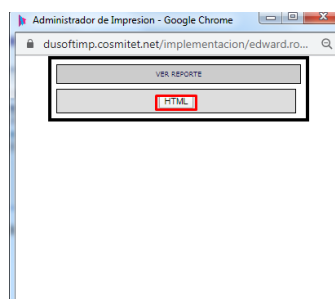 Administrador de Impresion - Google Chrome
dusoftimp.cosmitet.net/implementacion/edward.ro...
VER REPORTE
HTML